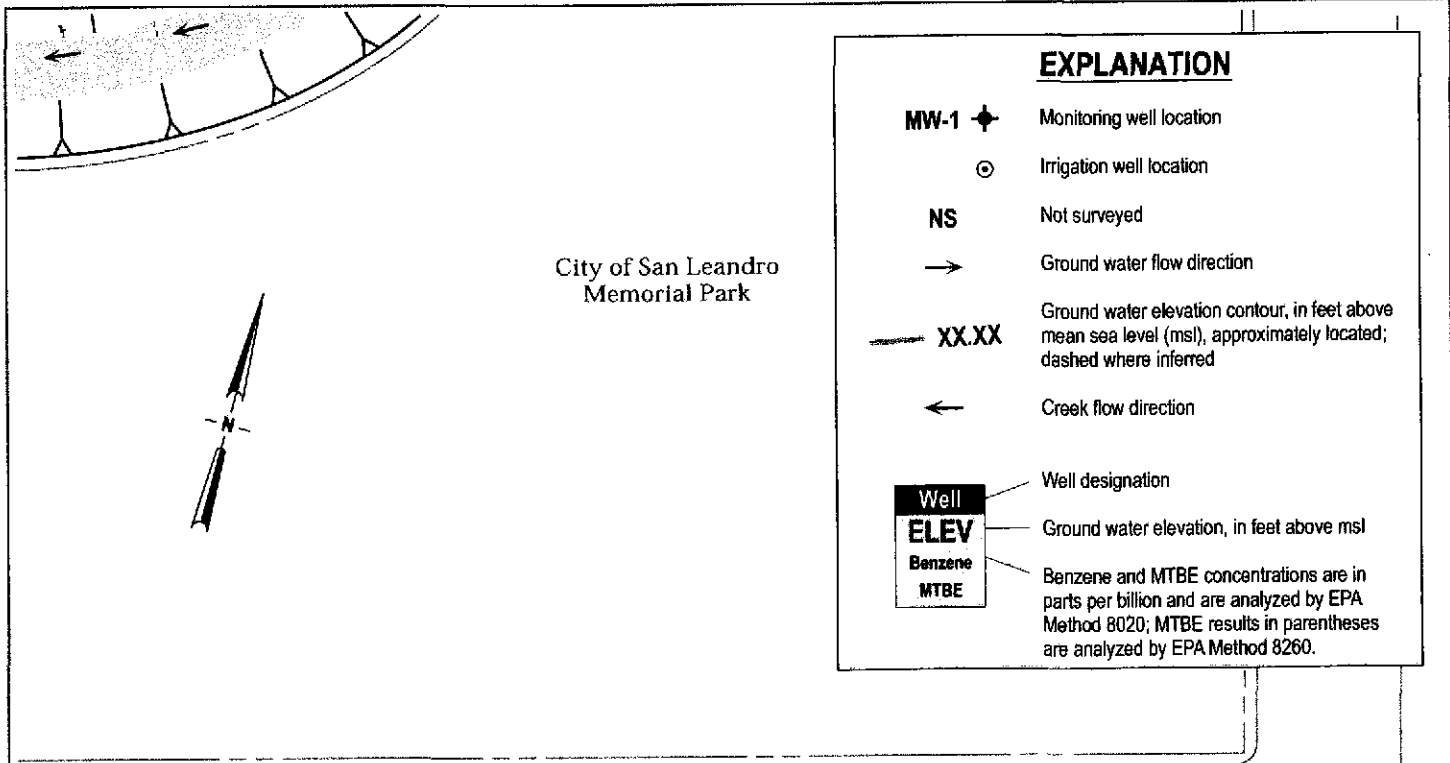 EXPLANATION
MW-1 Monitoring well location
Irrigation well location
NS Not surveyed
Ground water flow direction
Ground water elevation contour, in feet above
XX.XX mean sea level (msl), approximately located;
dashed where inferred
Creek flow direction
Well designation
Well
ELEV Ground water elevation, in feet above msl
Benzene
MTBE
Benzene and MTBE concentrations are in
parts per billion and are analyzed by EPA
Method 8020; MTBE results in parentheses
are analyzed by EPA Method 8260.
City of San Leandro
Memorial Park
N